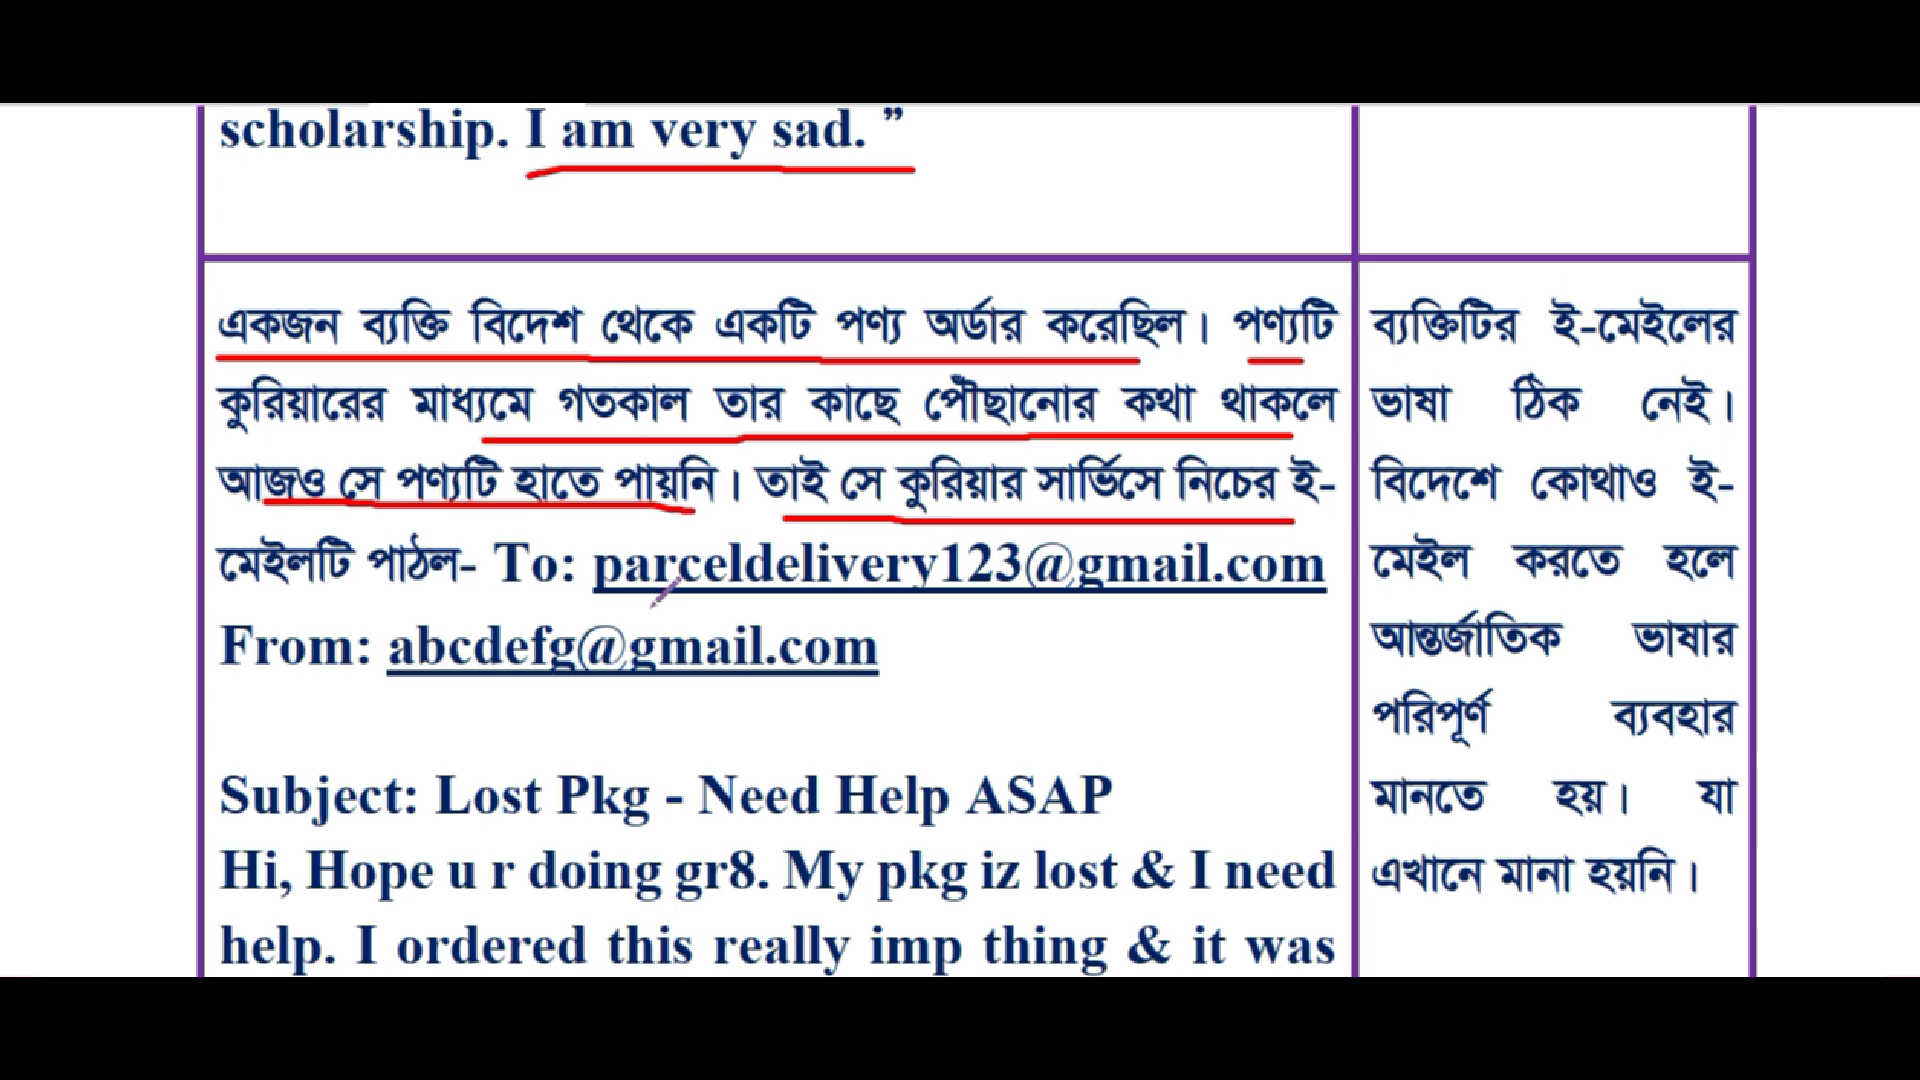 scholarship. I am very sad. ”
একজন ব্যক্তি বিদেশ থেকে একটি পণ্য অর্ডার করেছিল। পণ্যটি
কুরিয়ারের মাধ্যমে গতকাল তার কাছে পৌঁছানোর কথা থাকলে
আজও সে পণ্যটি হাতে পায়নি। তাই সে কুরিয়ার সার্ভিসে নিচের ই-
মেইলটি পাঠল- To: parceldelivery123@gmail.com
From: abcdefg@gmail.com
Subject: Lost Pkg - Need Help ASAP
Hi, Hope u r doing gr8. My pkg iz lost & I need
help. I ordered this really imp thing & it was
ব্যক্তিটির ই-মেইলের
ভাষা ঠিক নেই।
বিদেশে কোথাও ই-
মেইল করতে হলে
আন্তর্জাতিক ভাষার
পরিপূর্ণ ব্যবহার
মানতে হয়। যা
এখানে মানা হয়নি।